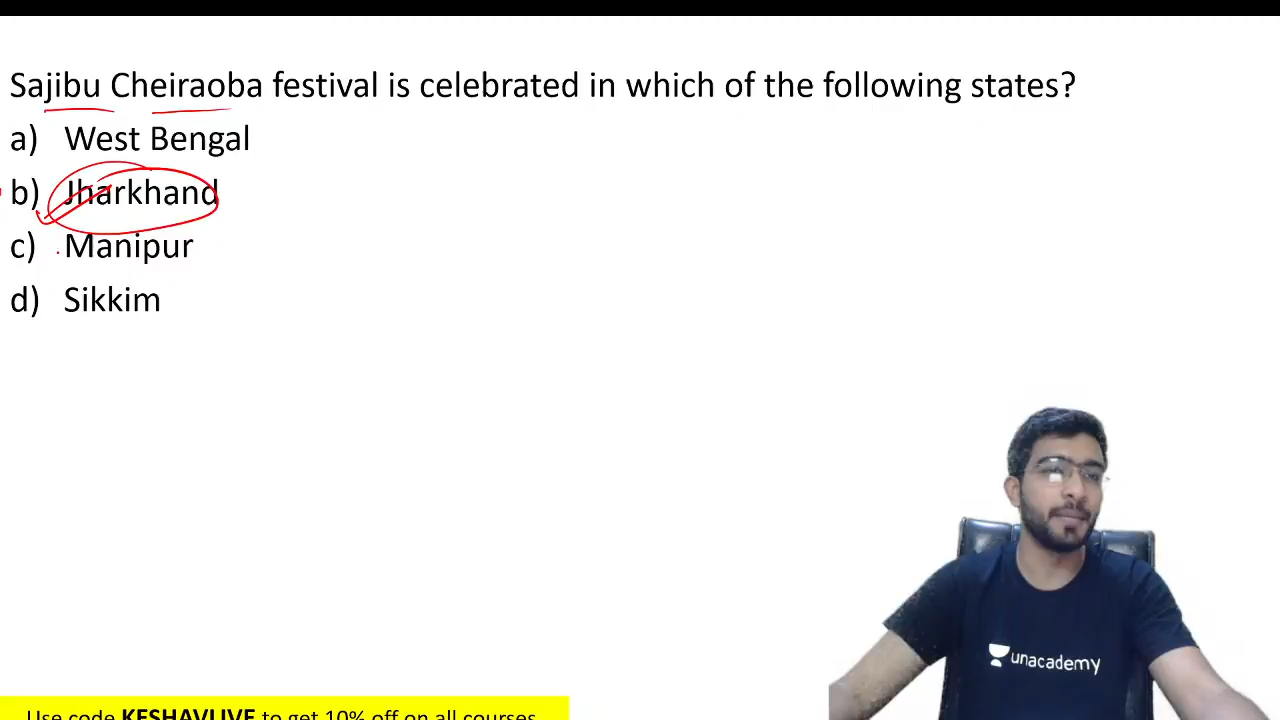 Sajibu Cheiraoba festival is celebrated in which of the following states?
a) West Bengal
b) Jharkhand
c) Manipur
d) Sikkim
unacademy
Use code KESHAVLIVE to get 10% off on all courses